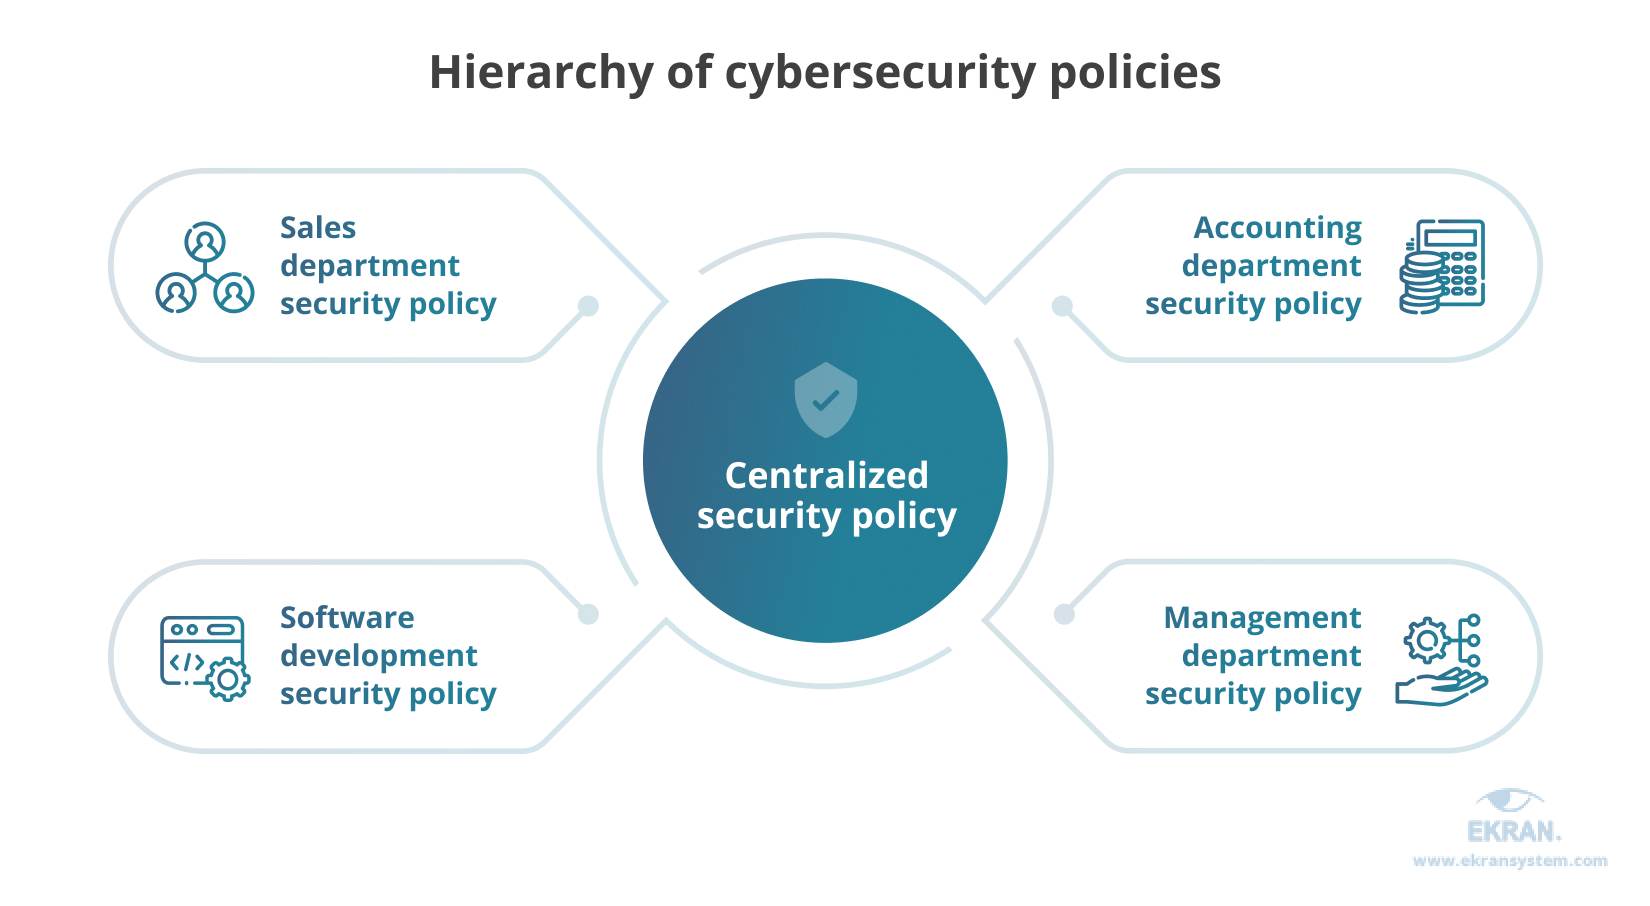 Hierarchy of cybersecurity policies
Sales
department
security policy
Accounting
department
security policy
Centralized
security policy
Software
development
security policy
Management
department
security policy
EKRAN.
www.ekransystem.com